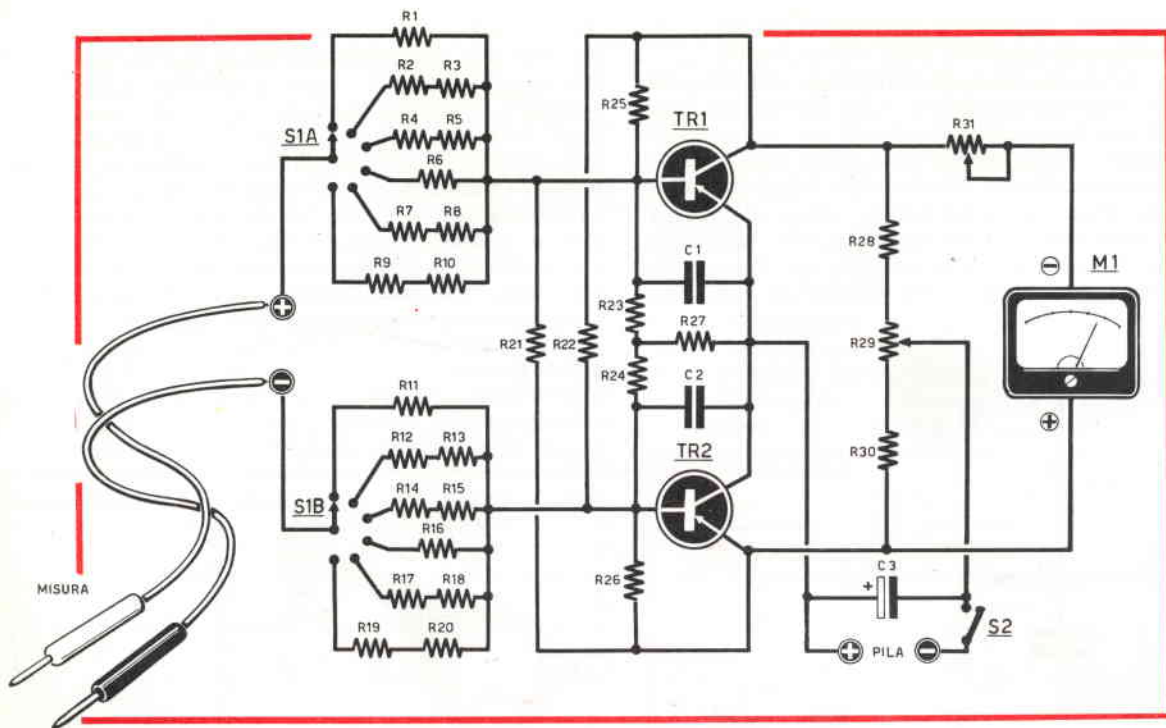 R1
R2 R3
S1A
R4 R5
R6
R7 R8
R9 R10
R25
TR1
R31
R28
C1
M1
R23
R27
R21 R22
R29
R24
C2
R11
R12 R13
TR2
R30
S1B
R14 R15
R16
R17 R18
R26
R19 R20
MISURA
C3
+
S2
+ PILA −
+
−
−
+